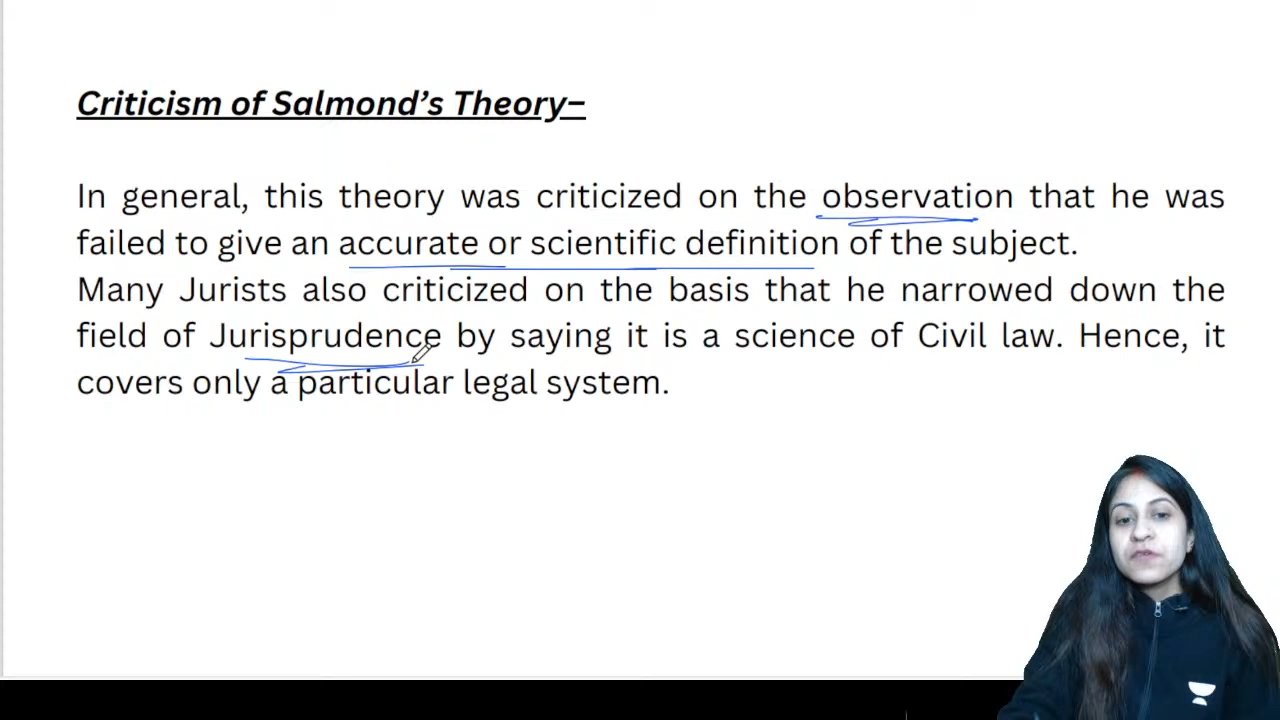 Criticism of Salmond's Theory–
In general, this theory was criticized on the observation that he was
failed to give an accurate or scientific definition of the subject.
Many Jurists also criticized on the basis that he narrowed down the
field of Jurisprudence by saying it is a science of Civil law. Hence, it
covers only a particular legal system.